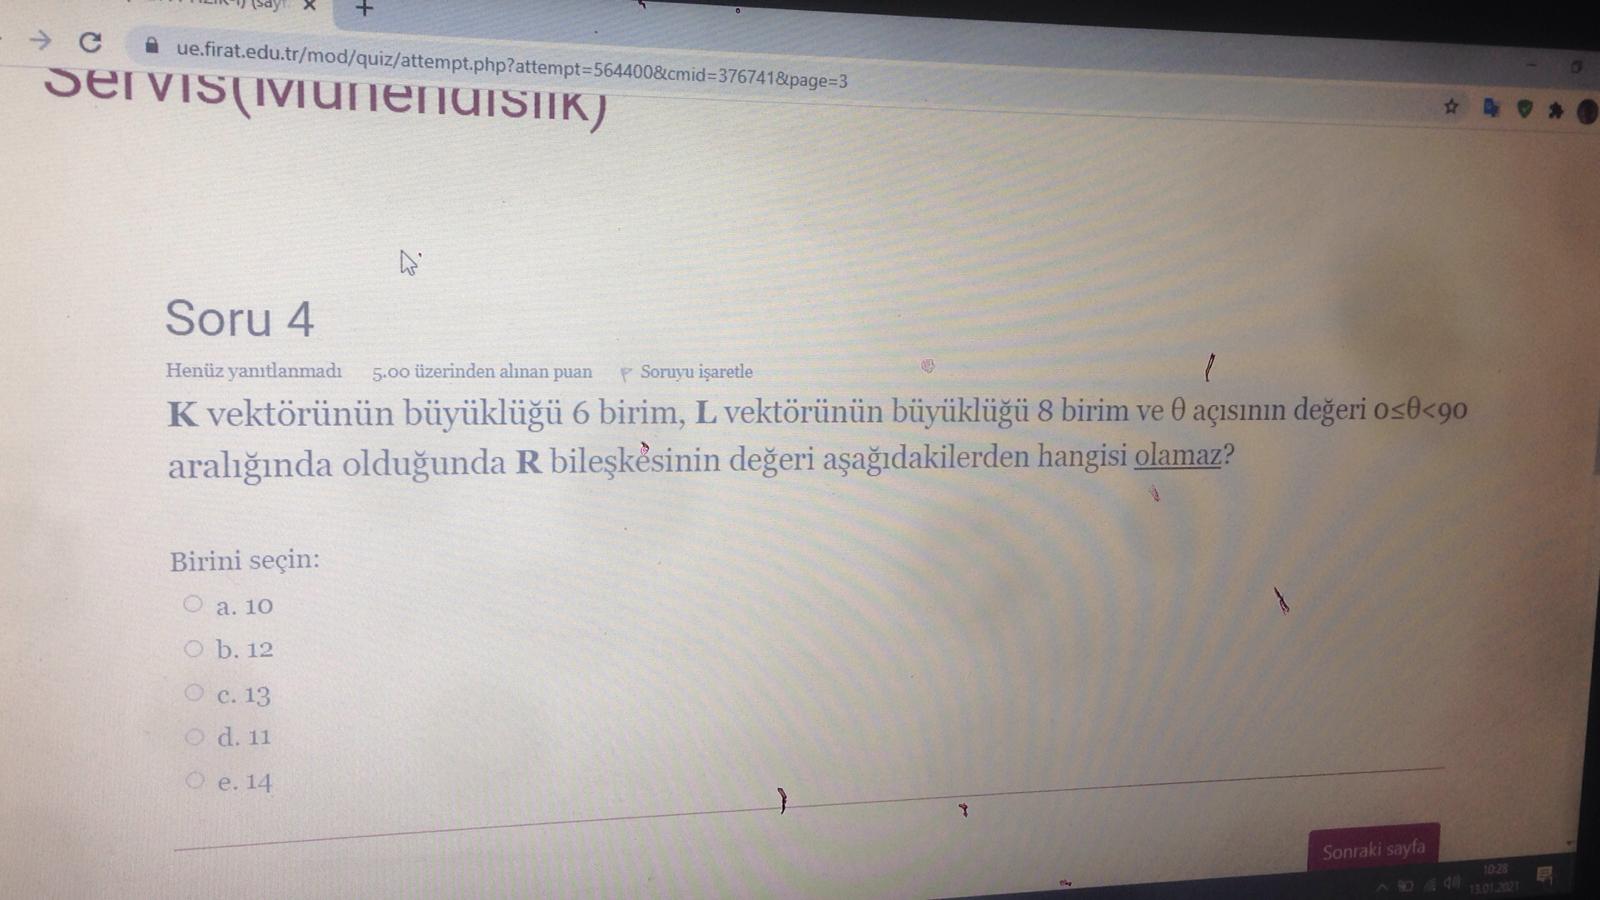 ue.firat.edu.tr/mod/quiz/attempt.php?attempt=564400&cmid=376741&page=3
Servis(Mühendislik)
Soru 4
Henüz yanıtlanmadı 5.00 üzerinden alınan puan Soruyu işaretle
K vektörünün büyüklüğü 6 birim, L vektörünün büyüklüğü 8 birim ve θ açısının değeri 0≤θ<90
aralığında olduğunda R bileşkesinin değeri aşağıdakilerden hangisi olamaz?
Birini seçin:
a. 10
b. 12
c. 13
d. 11
e. 14
Sonraki sayfa
10:28
13.01.2021